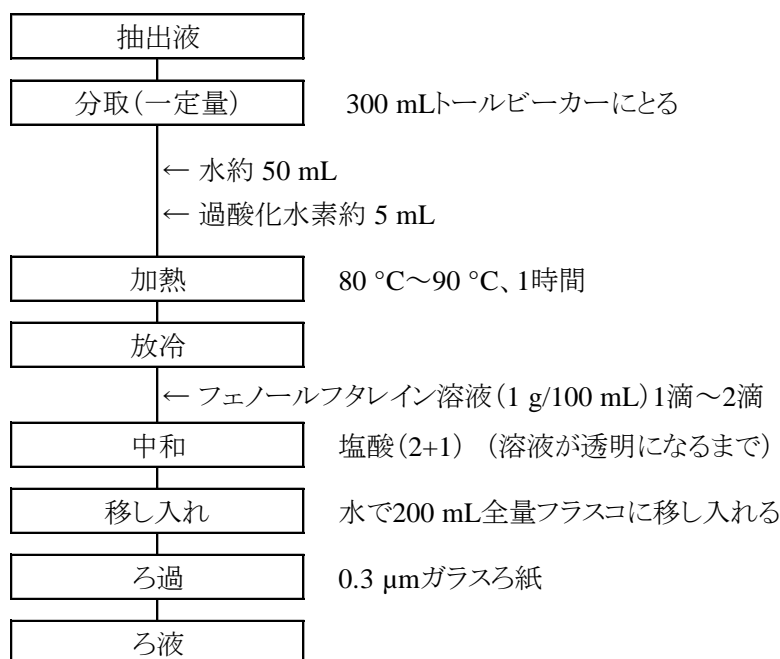 抽出液
分取(一定量) 300 mLトールビーカーにとる
← 水約 50 mL
← 過酸化水素約 5 mL
加熱 80 °C～90 °C、1時間
放冷
← フェノールフタレイン溶液(1 g/100 mL)1滴～2滴
中和 塩酸(2+1) (溶液が透明になるまで)
移し入れ 水で200 mL全量フラスコに移し入れる
ろ過 0.3 µmガラスろ紙
ろ液